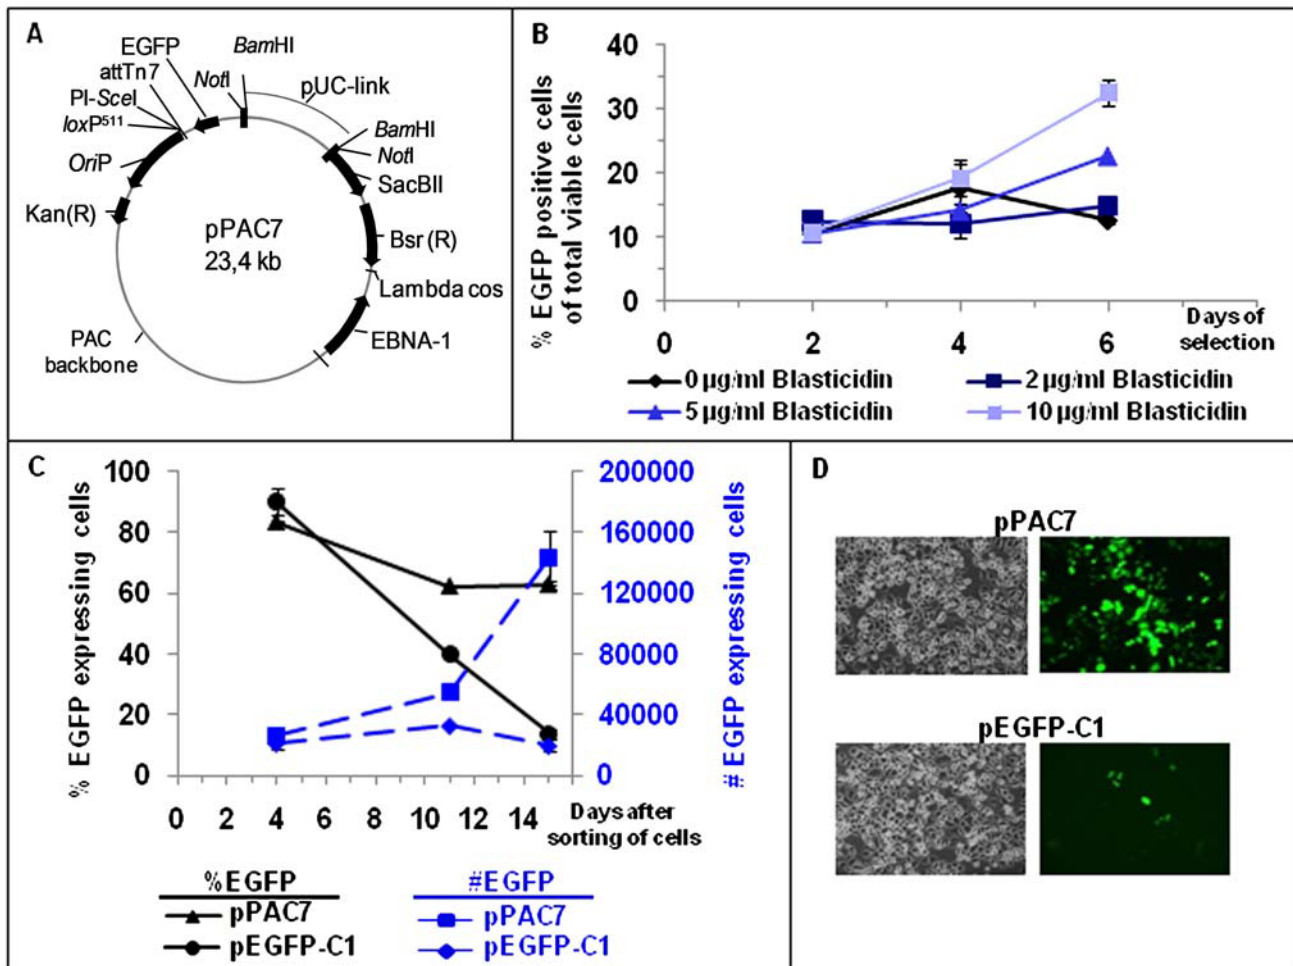 A
EGFP
BamHI
attTn7
NotI
pUC-link
PI-SceI
loxP511
BamHI
OriP
NotI
SacBII
Kan(R)
pPAC7
23,4 kb
Bsr (R)
Lambda cos
PAC
backbone
EBNA-1
B
% EGFP positive cells
of total viable cells
40
30
20
10
0
0 2 4 6
Days of
selection
0 µg/ml Blasticidin
2 µg/ml Blasticidin
5 µg/ml Blasticidin
10 µg/ml Blasticidin
C
% EGFP expressing cells
100
80
60
40
20
0
200000
160000
120000
80000
40000
0
# EGFP expressing cells
0 2 4 6 8 10 12 14
Days after
sorting of cells
%EGFP
pPAC7
pEGFP-C1
#EGFP
pPAC7
pEGFP-C1
D
pPAC7
pEGFP-C1